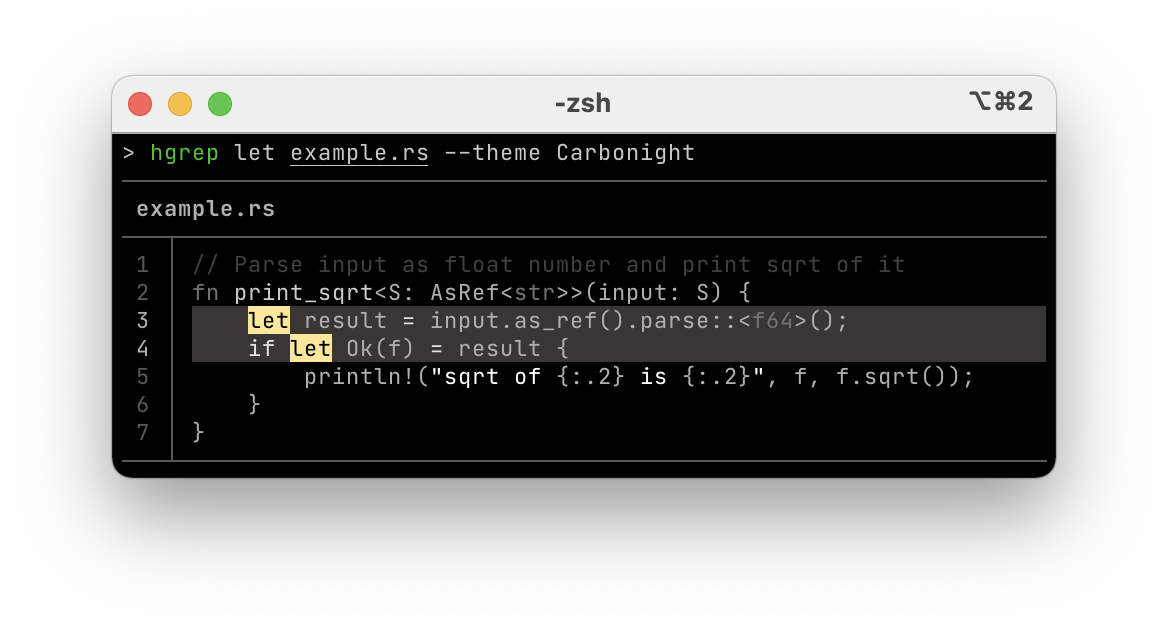 -zsh ⌥⌘2
> hgrep let example.rs --theme Carbonight
example.rs
1 // Parse input as float number and print sqrt of it
2 fn print_sqrt<S: AsRef<str>>(input: S) {
3     let result = input.as_ref().parse::<f64>();
4     if let Ok(f) = result {
5         println!("sqrt of {:.2} is {:.2}", f, f.sqrt());
6     }
7 }